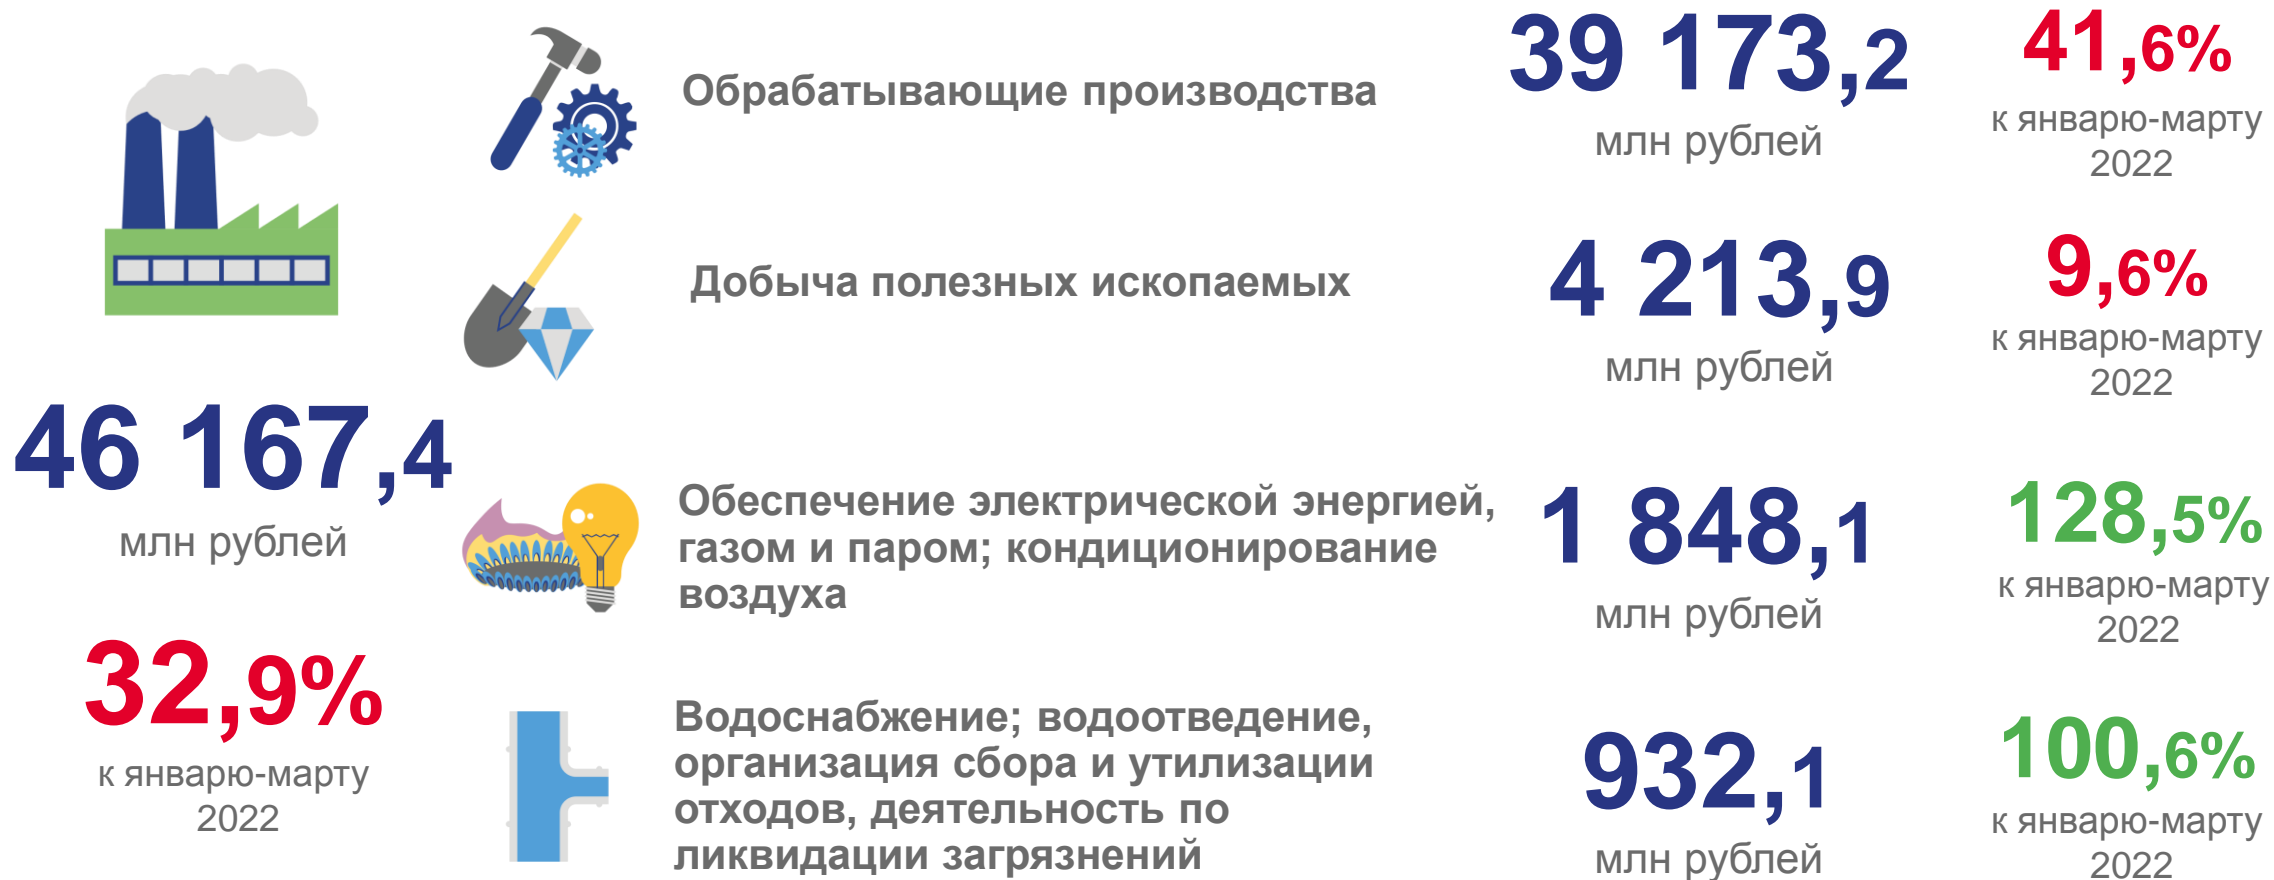 46 167,4
млн рублей
32,9%
к январю-марту
2022
Обрабатывающие производства
39 173,2
млн рублей
41,6%
к январю-марту
2022
Добыча полезных ископаемых
4 213,9
млн рублей
9,6%
к январю-марту
2022
Обеспечение электрической энергией,
газом и паром; кондиционирование
воздуха
1 848,1
млн рублей
128,5%
к январю-марту
2022
Водоснабжение; водоотведение,
организация сбора и утилизации
отходов, деятельность по
ликвидации загрязнений
932,1
млн рублей
100,6%
к январю-марту
2022